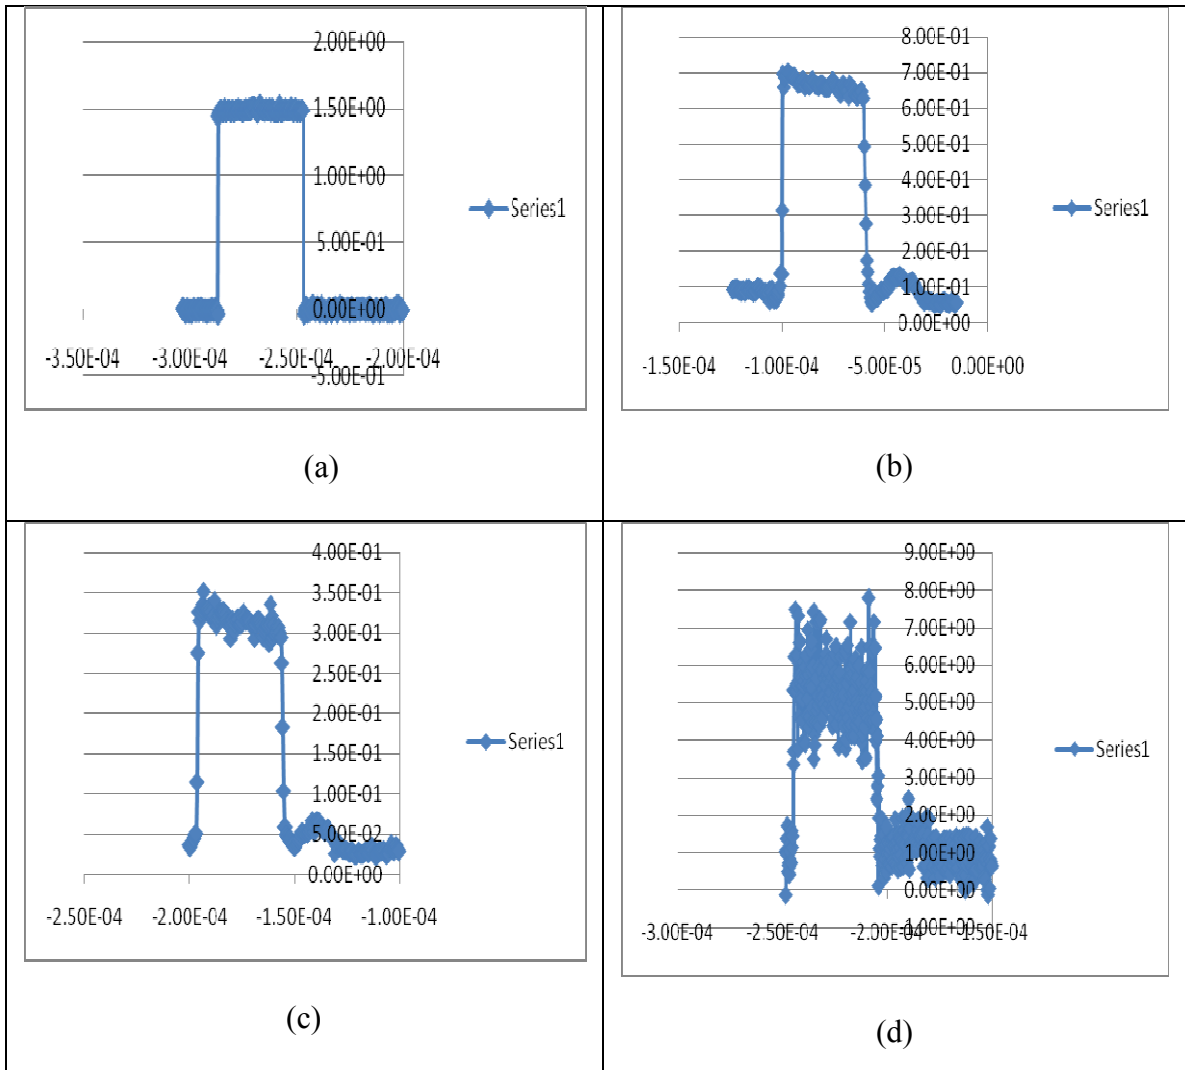 2.00E+00
1.50E+00
1.00E+00
5.00E-01
0.00E+00
-5.00E-01
-3.50E-04 -3.00E-04 -2.50E-04 -2.00E-04
Series1
(a)
8.00E-01
7.00E-01
6.00E-01
5.00E-01
4.00E-01
3.00E-01
2.00E-01
1.00E-01
0.00E+00
-1.50E-04 -1.00E-04 -5.00E-05 0.00E+00
Series1
(b)
4.00E-01
3.50E-01
3.00E-01
2.50E-01
2.00E-01
1.50E-01
1.00E-01
5.00E-02
0.00E+00
-2.50E-04 -2.00E-04 -1.50E-04 -1.00E-04
Series1
(c)
9.00E+00
8.00E+00
7.00E+00
6.00E+00
5.00E+00
4.00E+00
3.00E+00
2.00E+00
1.00E+00
0.00E+00
-1.00E+00
-3.00E-04 -2.50E-04 -2.00E-04 -1.50E-04
Series1
(d)